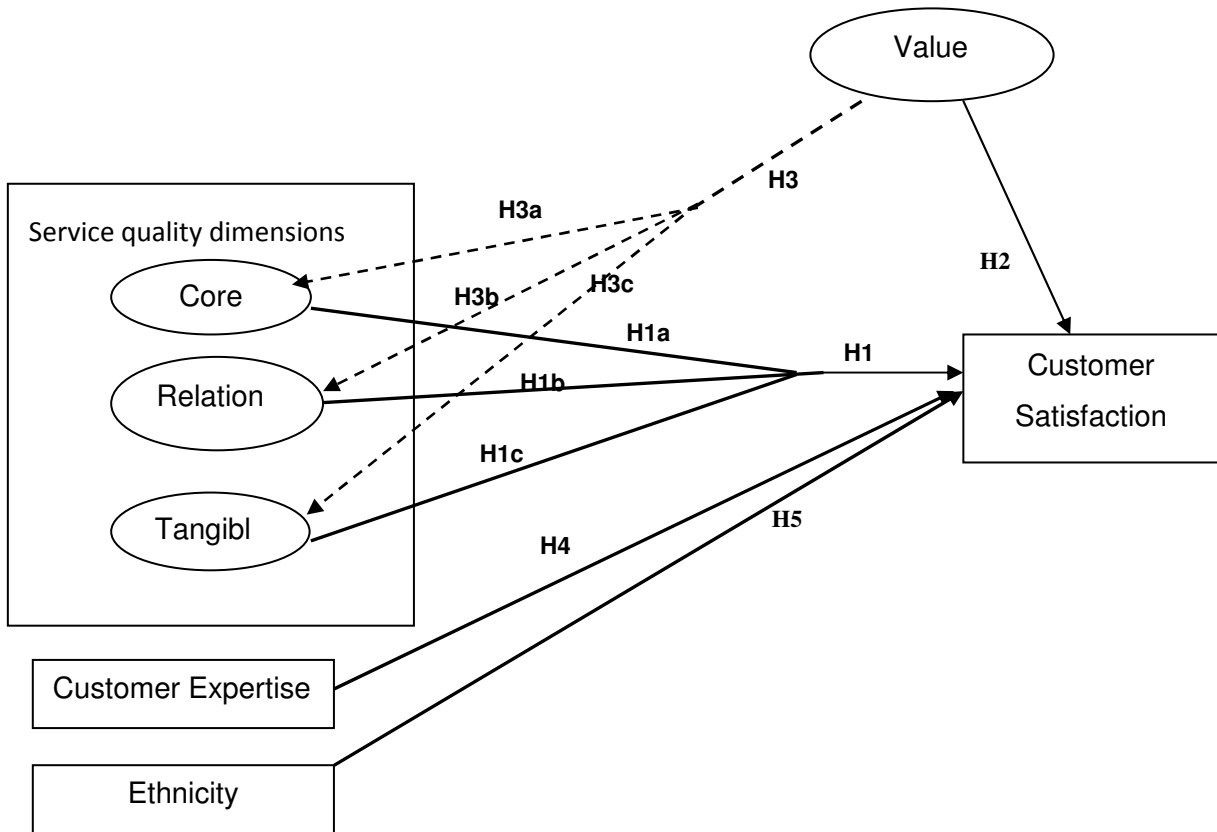 Value
H3
H3a
Service quality dimensions
H2
Core
H3b
H3c
H1a
H1
Customer
Satisfaction
Relation
H1b
H1c
Tangibl
H5
H4
Customer Expertise
Ethnicity